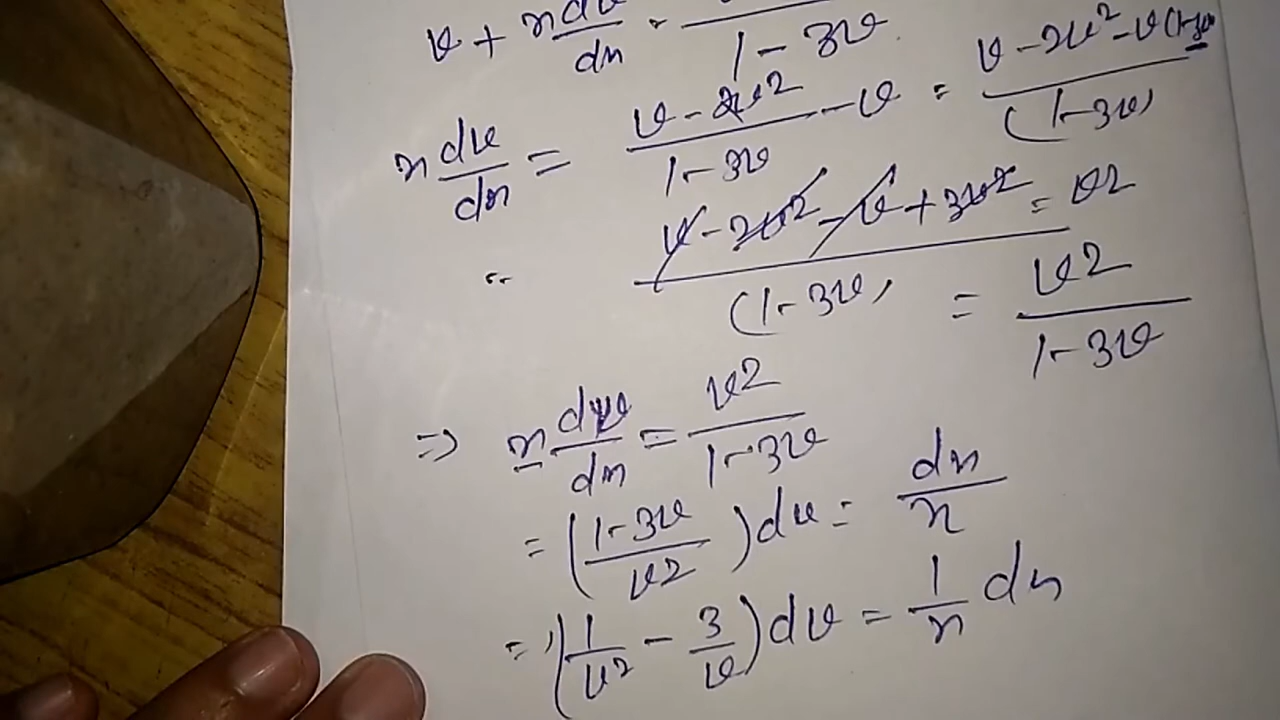 v + x dv/dx = /1 - 3v
x dv/dx = v - 2v²/1 - 3v - v = v - 2v² - v(1-3v)/(1-3v)
= v - 2v² - v + 3v²/(1-3v) = v2
= v2/1-3v
⇒ x dv/dx = v2/1-3v
= (1-3v/v2) dv = dx/x
= (1/v² - 3/v) dv = 1/x dx